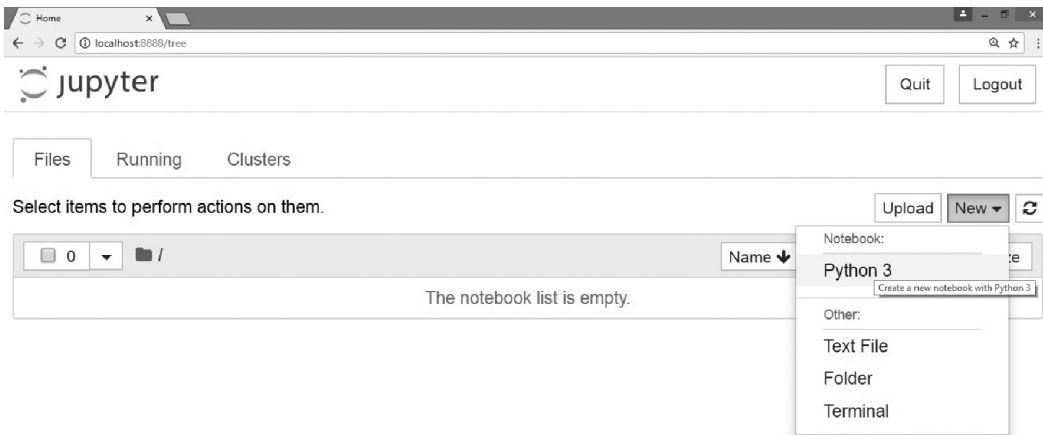 Home
localhost:8888/tree
jupyter
Quit
Logout
Files
Running
Clusters
Select items to perform actions on them.
Upload
New
0
/
Name
The notebook list is empty.
Notebook:
Python 3
Create a new notebook with Python 3
Other:
Text File
Folder
Terminal